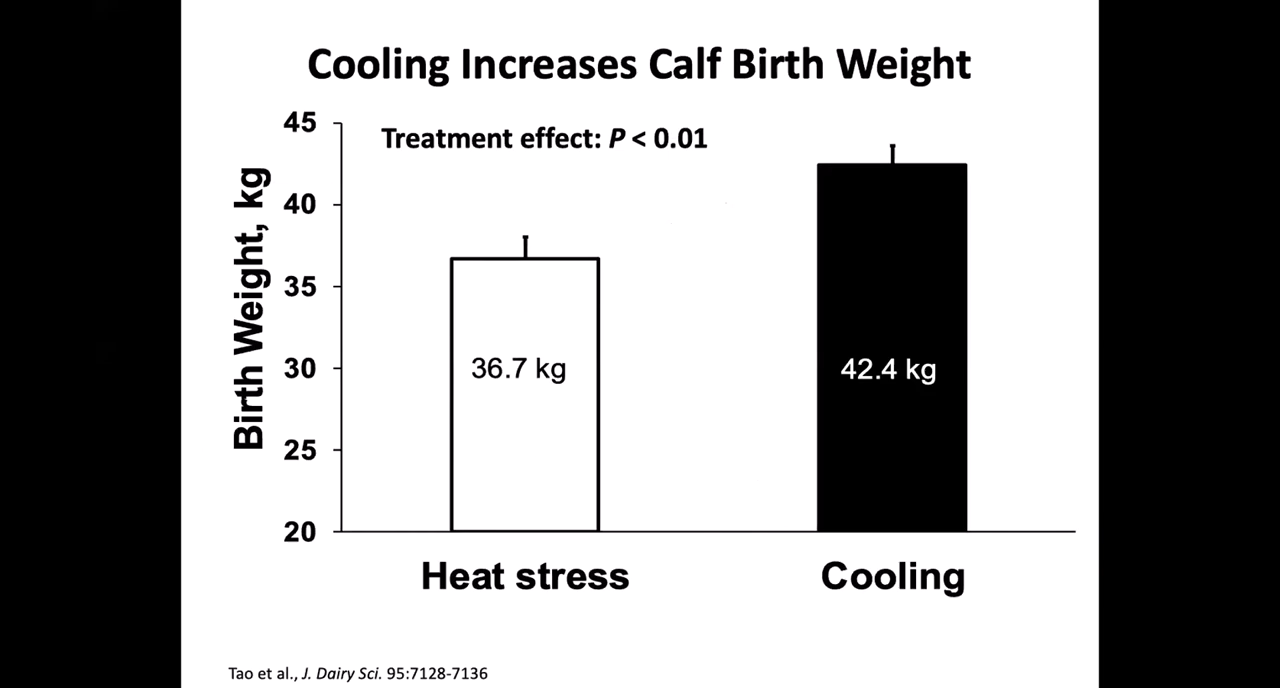 Cooling Increases Calf Birth Weight
Treatment effect: P < 0.01
Birth Weight, kg
45
40
35
30
25
20
36.7 kg
42.4 kg
Heat stress
Cooling
Tao et al., J. Dairy Sci. 95:7128-7136